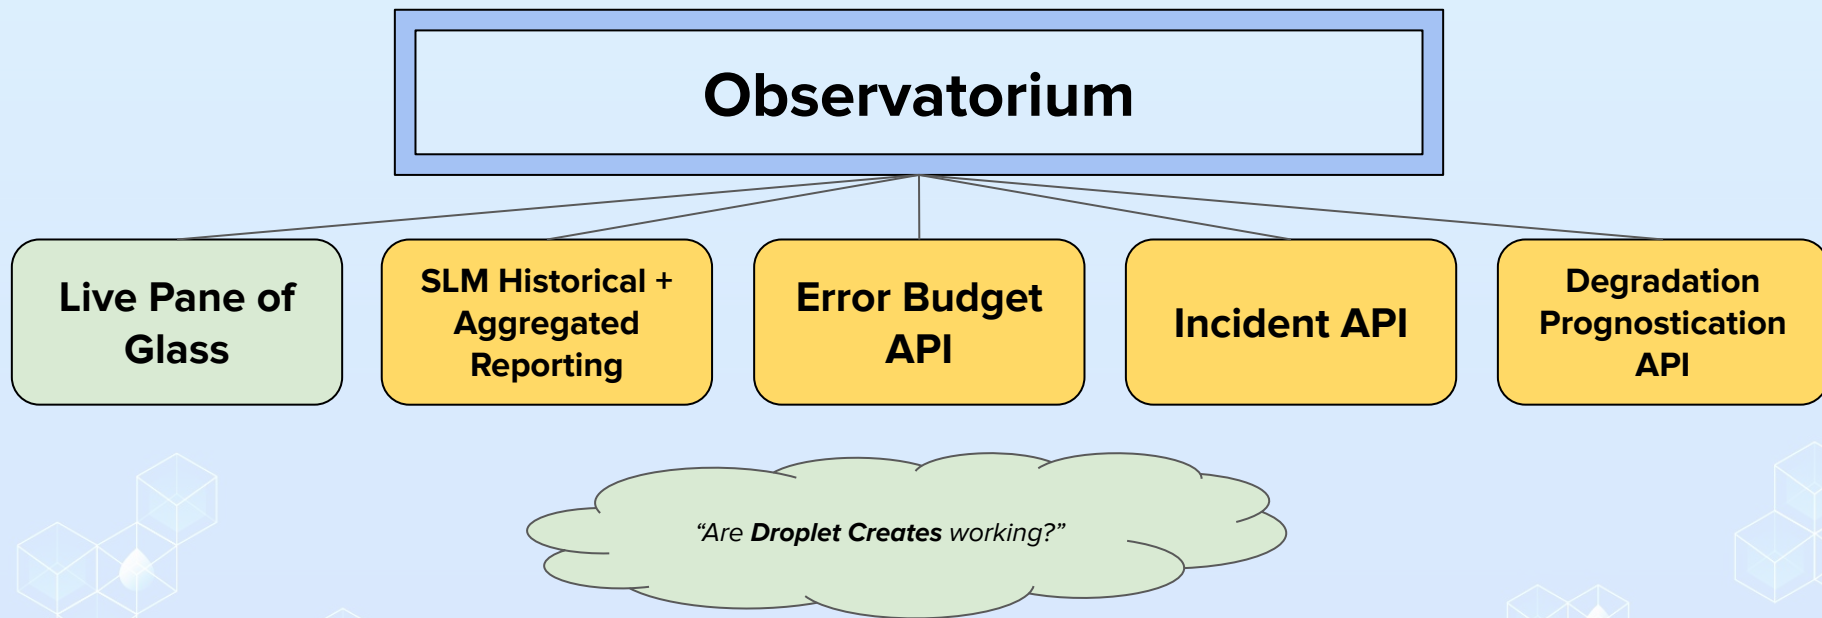 Observatorium
Live Pane of
Glass
SLM Historical +
Aggregated
Reporting
Error Budget
API
Incident API
Degradation
Prognostication
API
“Are Droplet Creates working?”